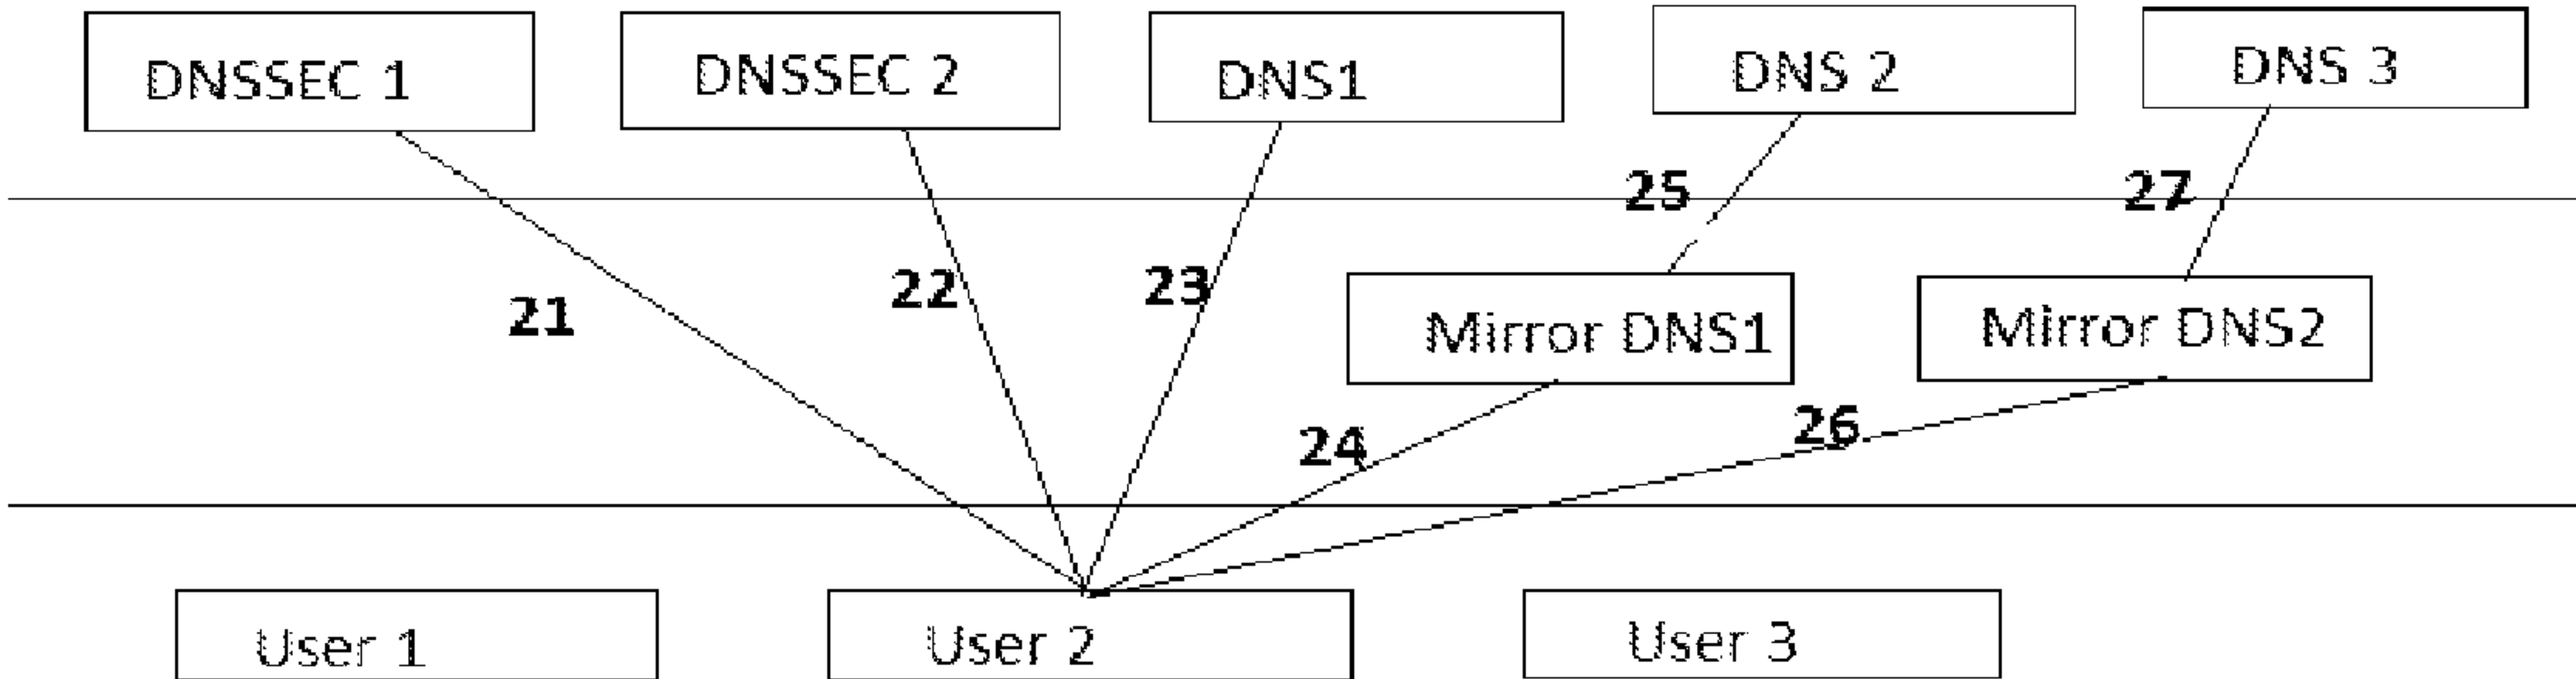 DNSSEC 1
DNSSEC 2
DNS1
DNS 2
DNS 3
25
27
21
22
23
Mirror DNS1
Mirror DNS2
24
26
User 1
User 2
User 3